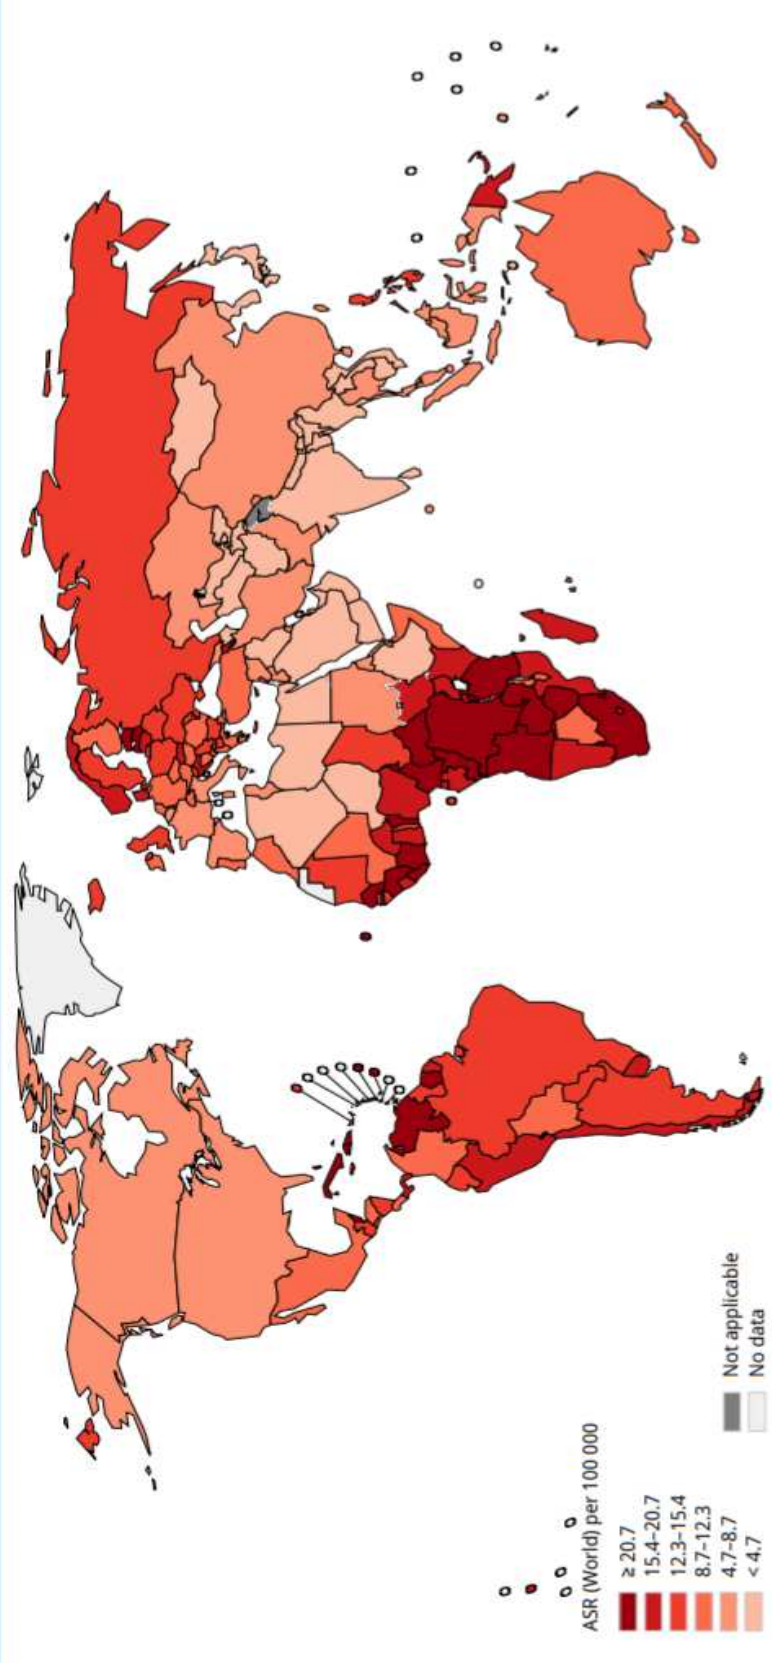 ASR (World) per 100 000
≥ 20.7
15.4–20.7
12.3–15.4
8.7–12.3
4.7–8.7
< 4.7
Not applicable
No data